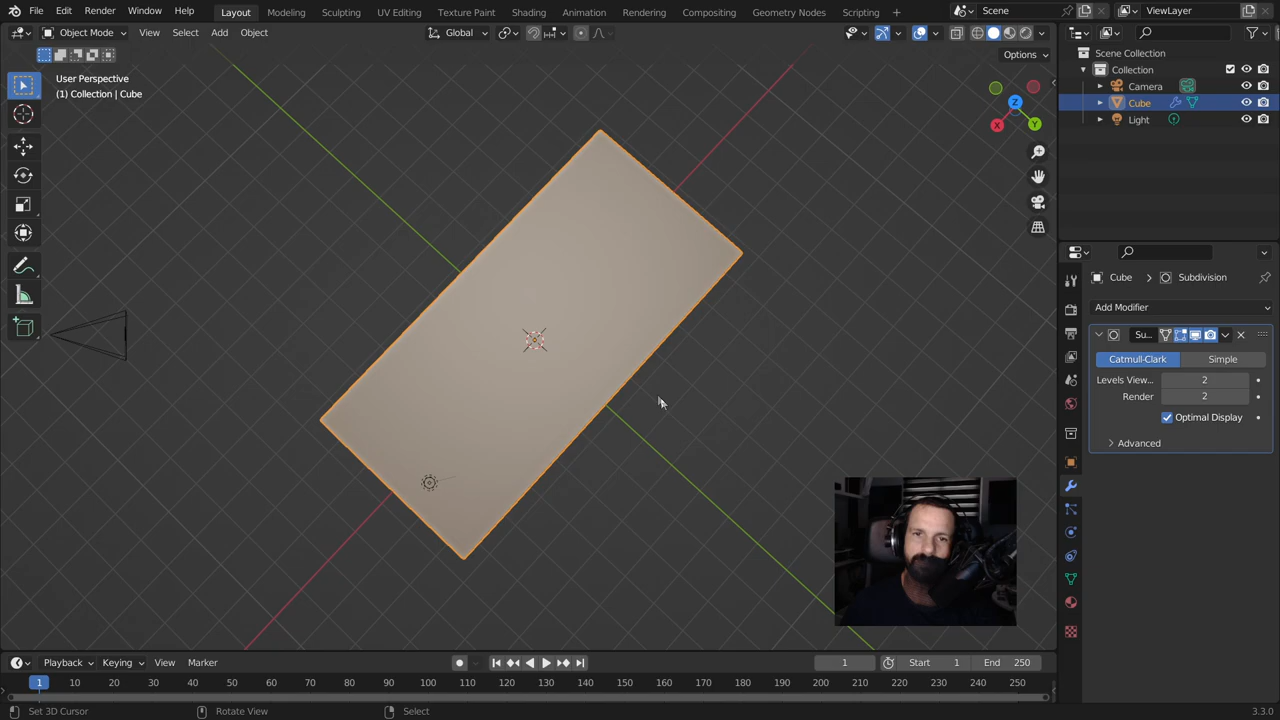 File Edit Render Window Help Layout Modeling Sculpting UV Editing Texture Paint Shading Animation Rendering Compositing Geometry Nodes Scripting + Scene ViewLayer
Object Mode View Select Add Object Global
Options
User Perspective
(1) Collection | Cube
Z
X
Y
Scene Collection
Collection
Camera
Cube
Light
Cube > Subdivision
Add Modifier
Su...
Catmull-Clark Simple
Levels View... 2
Render 2
Optimal Display
Advanced
Playback Keying View Marker 1 Start 1 End 250
1 10 20 30 40 50 60 70 80 90 100 110 120 130 140 150 160 170 180 190 200 210 220 230 240 250
Set 3D Cursor Rotate View Select 3.3.0